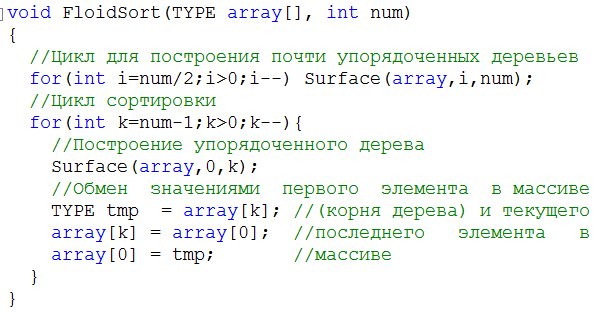 void FloidSort(TYPE array[], int num)
{
//Цикл для построения почти упорядоченных деревьев
for(int i=num/2;i>0;i--) Surface(array,i,num);
//Цикл сортировки
for(int k=num-1;k>0;k--){
//Построение упорядоченного дерева
Surface(array,0,k);
//Обмен значениями первого элемента в массиве
TYPE tmp = array[k]; //(корня дерева) и текущего
array[k] = array[0]; //последнего элемента в
array[0] = tmp; //массиве
}
}